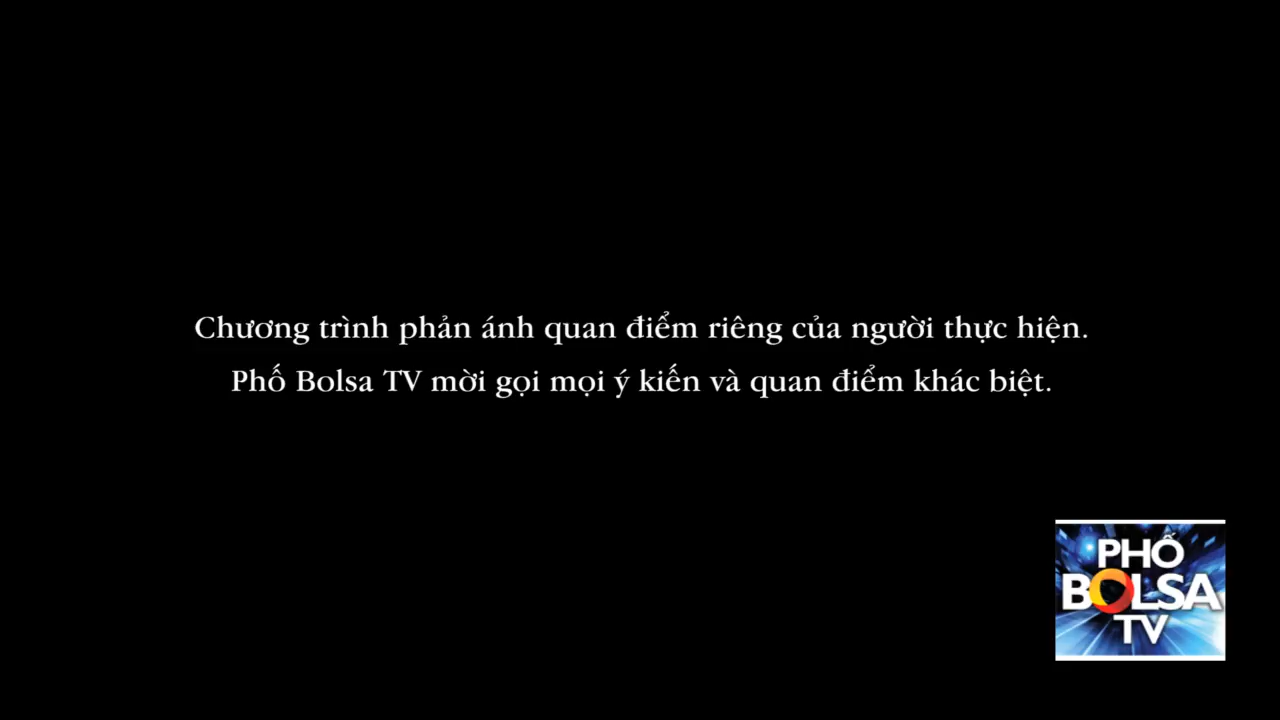 Chương trình phản ánh quan điểm riêng của người thực hiện.
Phố Bolsa TV mời gọi mọi ý kiến và quan điểm khác biệt.
PHỐ
BOLSA
TV